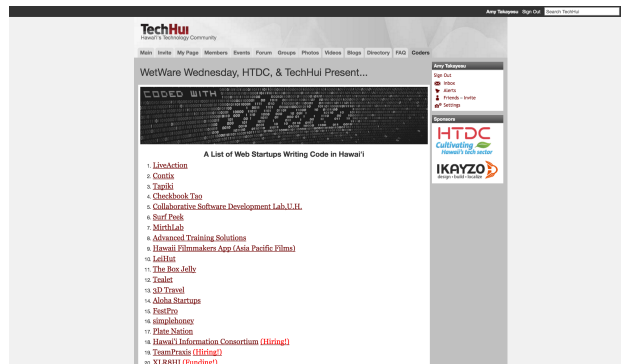 Amy Takayesu Sign Out Search TechHui
TechHui
Hawaii's Technology Community
Main Invite My Page Members Events Forum Groups Photos Videos Blogs Directory FAQ Coders
WetWare Wednesday, HTDC, & TechHui Present...
CODED WITH
aloha
A List of Web Startups Writing Code in Hawai'i
1. LiveAction
2. Contix
3. Tapiki
4. Checkbook Tao
5. Collaborative Software Development Lab,U.H.
6. Surf Peek
7. MirthLab
8. Advanced Training Solutions
9. Hawaii Filmmakers App (Asia Pacific Films)
10. LeiHut
11. The Box Jelly
12. Tealet
13. 3D Travel
14. Aloha Startups
15. FestPro
16. simplehoney
17. Plate Nation
18. Hawai'i Information Consortium (Hiring!)
19. TeamPraxis (Hiring!)
20. XLR8HI (Funding!)
Amy Takayesu
Sign Out
Inbox
Alerts
Friends – Invite
Settings
Sponsors
HTDC
Cultivating
Hawaii's tech sector
IKAYZO
design • build • localize